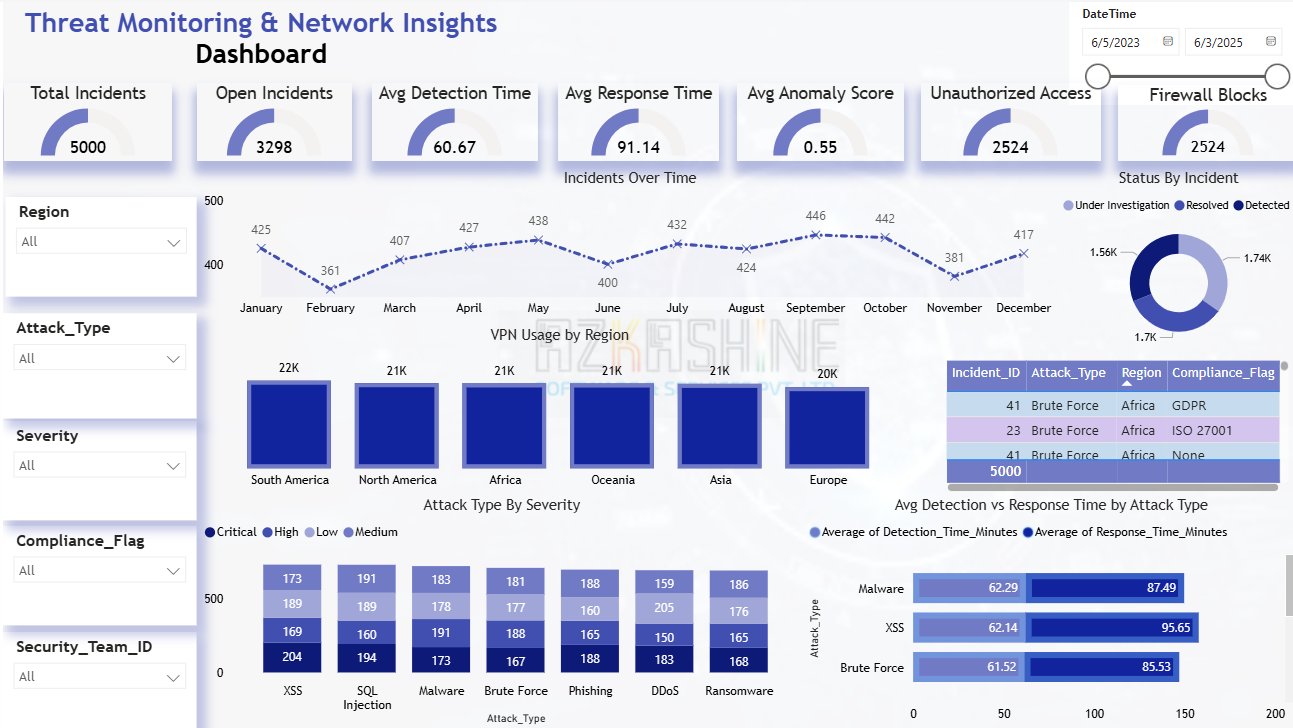 Threat Monitoring & Network Insights
Dashboard
DateTime
6/5/2023 6/3/2025
Total Incidents
5000
Open Incidents
3298
Avg Detection Time
60.67
Avg Response Time
91.14
Avg Anomaly Score
0.55
Unauthorized Access
2524
Firewall Blocks
2524
Region
All
Attack_Type
All
Severity
All
Compliance_Flag
All
Security_Team_ID
All
Incidents Over Time
500
400
425 361 407 427 438 400 432 424 446 442 381 417
January February March April May June July August September October November December
Status By Incident
Under Investigation Resolved Detected
1.56K
1.74K
1.7K
AZKASHINE
SOFTWARE & SERVICES PVT. LTD
VPN Usage by Region
22K 21K 21K 21K 21K 20K
South America North America Africa Oceania Asia Europe
Incident_ID Attack_Type Region Compliance_Flag
41 Brute Force Africa GDPR
23 Brute Force Africa ISO 27001
41 Brute Force Africa None
5000
Attack Type By Severity
Critical High Low Medium
500
0
173 191 183 181 188 159 186
189 189 178 177 160 205 176
169 160 191 188 165 150 165
204 194 173 167 188 183 168
XSS SQL Injection Malware Brute Force Phishing DDoS Ransomware
Attack_Type
Avg Detection vs Response Time by Attack Type
Average of Detection_Time_Minutes Average of Response_Time_Minutes
Attack_Type
Malware 62.29 87.49
XSS 62.14 95.65
Brute Force 61.52 85.53
0 50 100 150 200